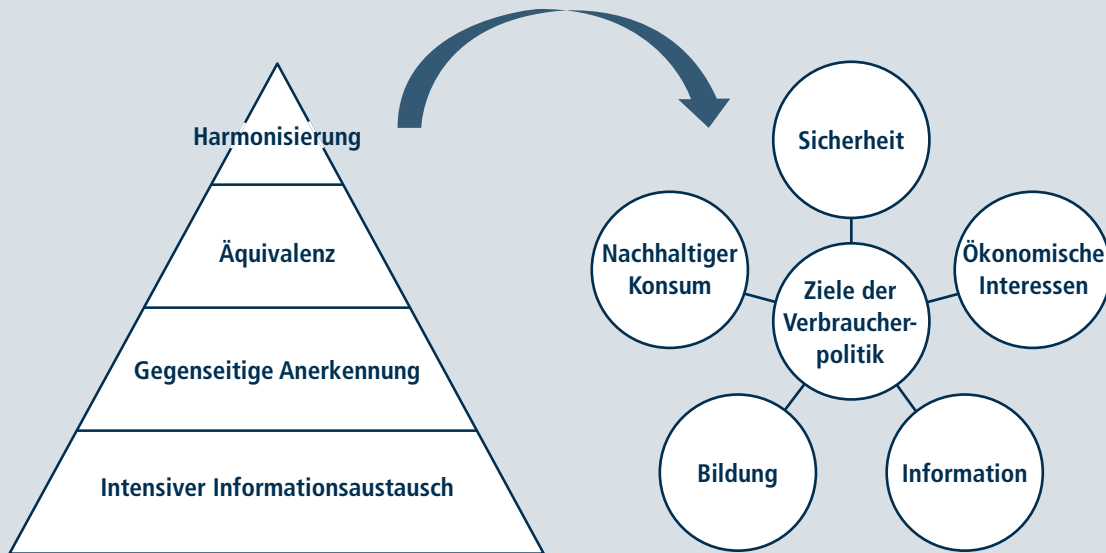 Harmonisierung
Äquivalenz
Gegenseitige Anerkennung
Intensiver Informationsaustausch
Sicherheit
Nachhaltiger
Konsum
Ökonomische
Interessen
Ziele der
Verbraucher-
politik
Bildung
Information